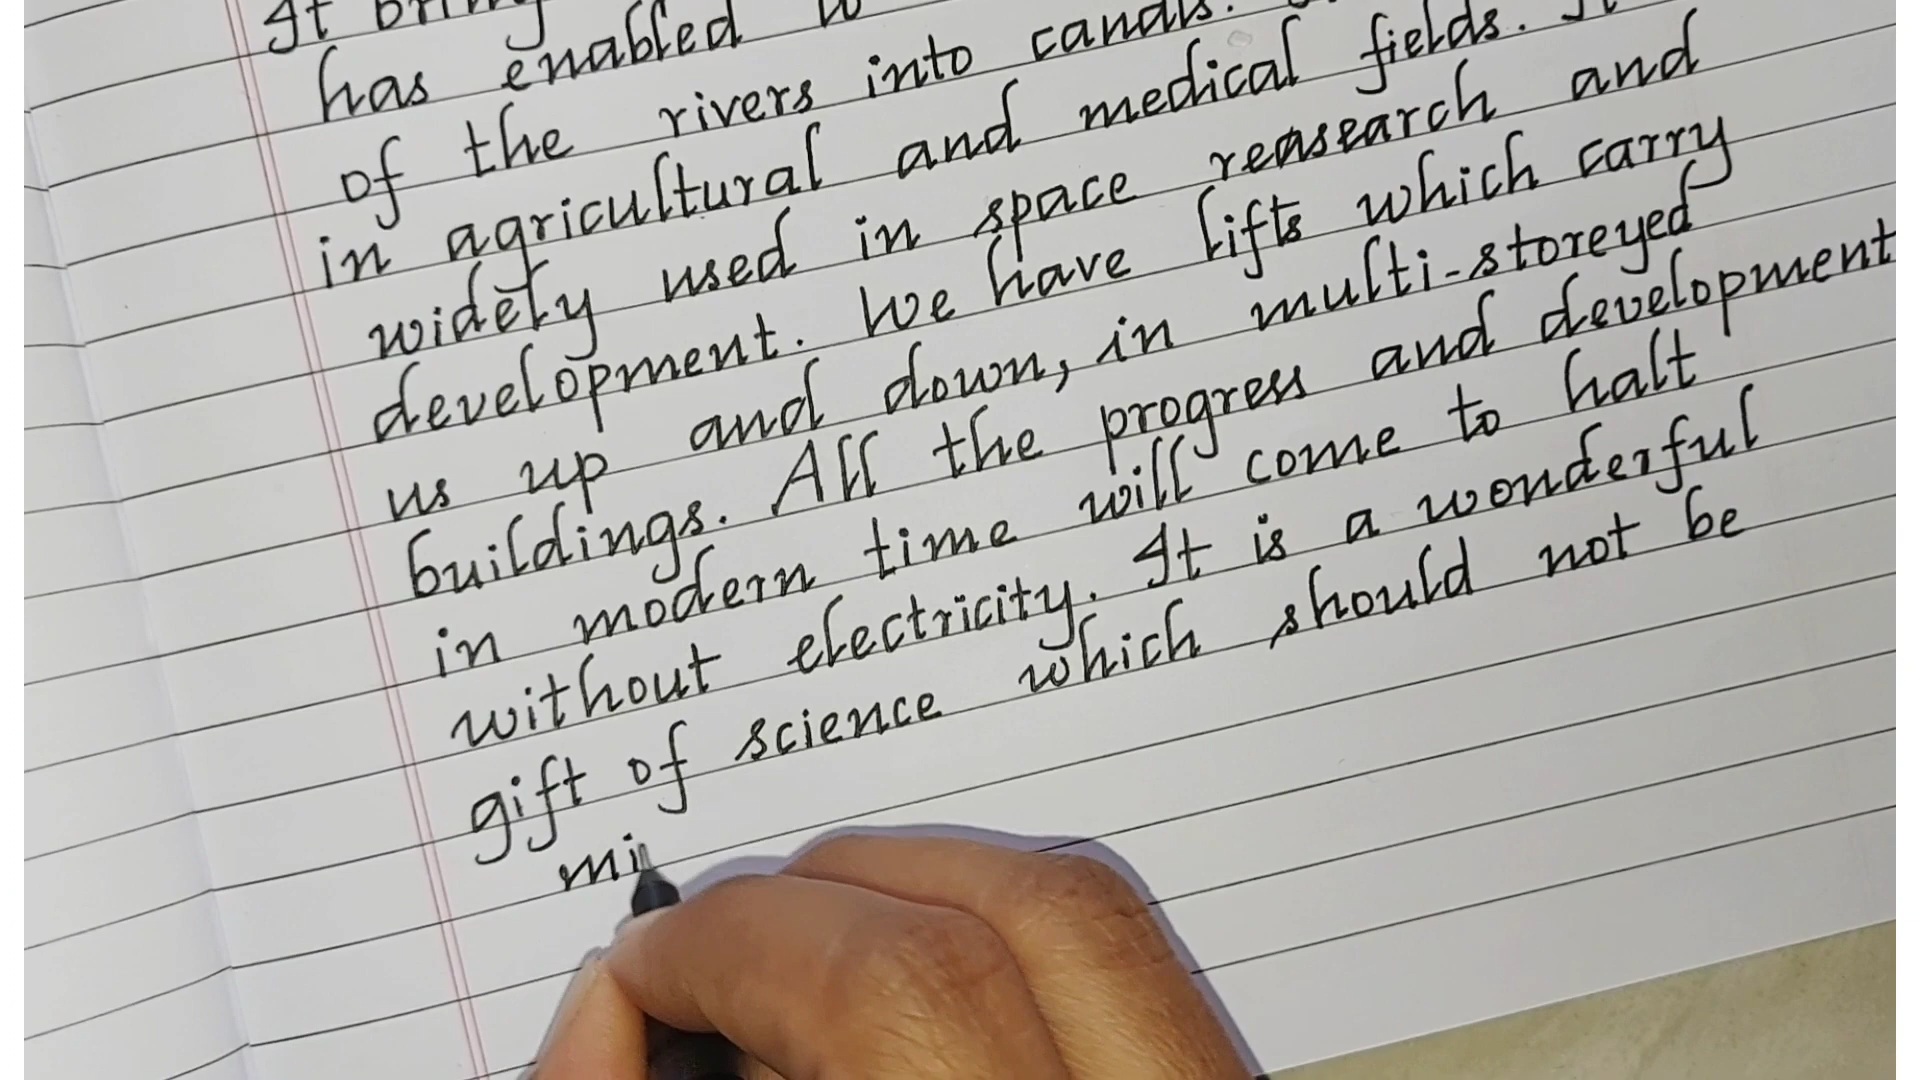 It
has enabled
of the rivers into canals.
in agricultural and medical fields. It
widely used in space reasearch and
development. We have lifts which carry
us up and down, in multi-storeyed
buildings. All the progress and development
in modern time will come to halt
without electricity. It is a wonderful
gift of science which should not be
mi